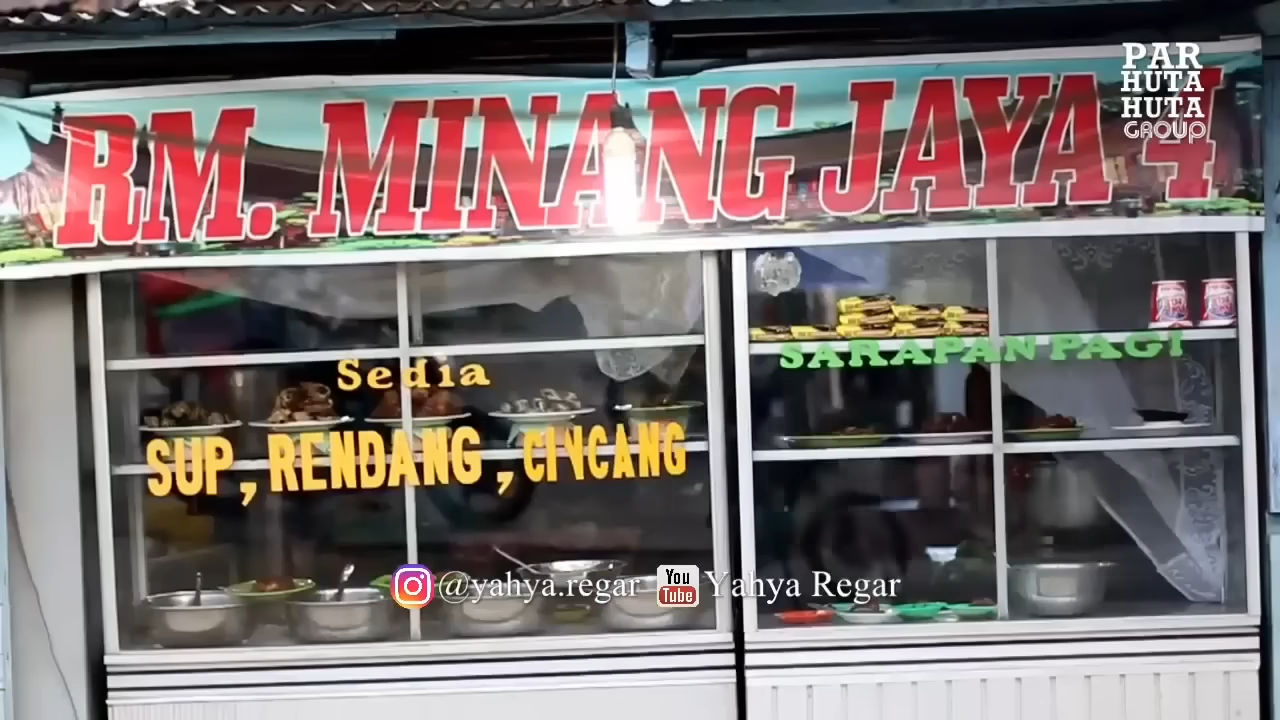 PAR
HUTA
HUTA
GROUP
RM. MINANG JAYA 4
SARAPAN PAGI
Sedia
SUP, RENDANG, CINCANG
@yahya.regar
You
Tube
Yahya Regar